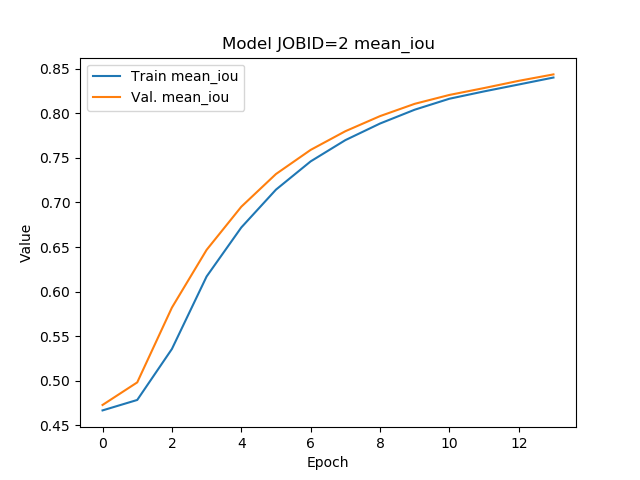 Model JOBID=2 mean_iou
Train mean_iou
Val. mean_iou
Value
0.85
0.80
0.75
0.70
0.65
0.60
0.55
0.50
0.45
0 2 4 6 8 10 12
Epoch